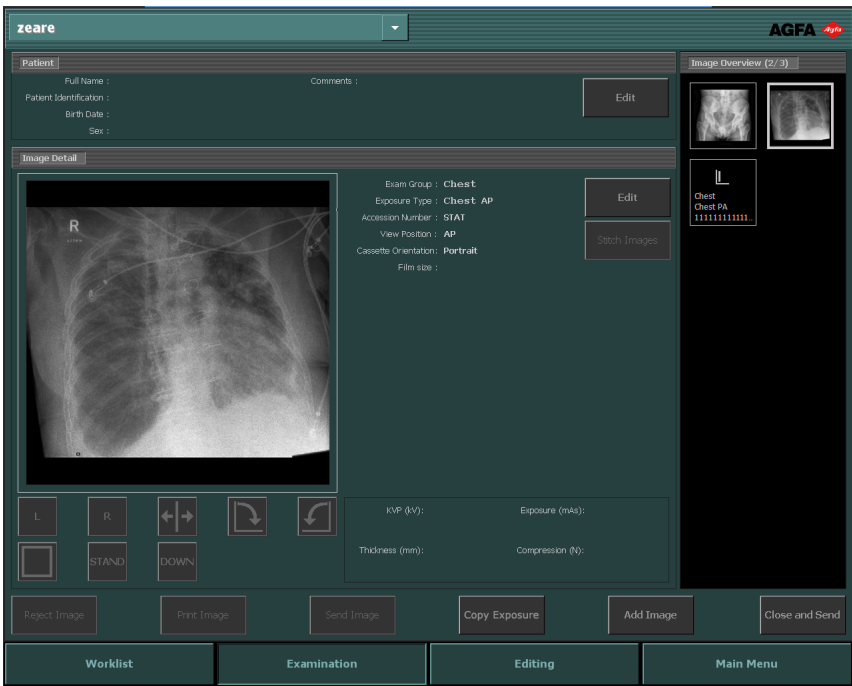 zeare
AGFA Agfa
Patient
Full Name :
Patient Identification :
Birth Date :
Sex :
Comments :
Edit
Image Overview (2/3)
Image Detail
R
Exam Group : Chest
Exposure Type : Chest AP
Accession Number : STAT
View Position : AP
Cassette Orientation: Portrait
Film size :
Edit
Stitch Images
Chest
Chest PA
111111111111..
L
R
STAND
DOWN
KVP (kV):
Exposure (mAs):
Thickness (mm):
Compression (N):
Reject Image
Print Image
Send Image
Copy Exposure
Add Image
Close and Send
Worklist
Examination
Editing
Main Menu